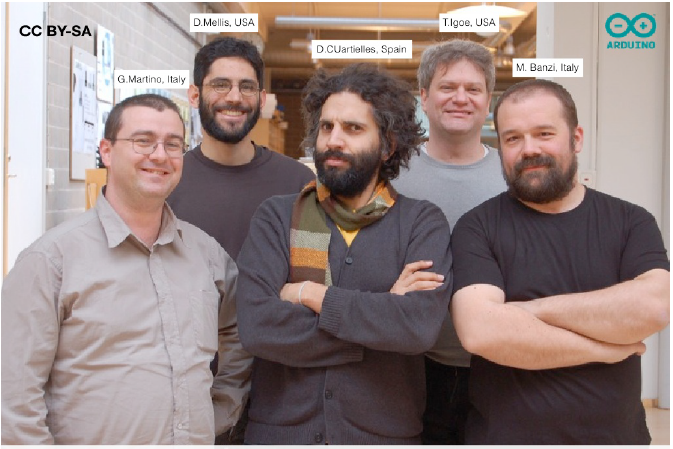 CC BY-SA
D.Mellis, USA
T.Igoe, USA
ARDUINO
D.CUartielles, Spain
G.Martino, Italy
M. Banzi, Italy